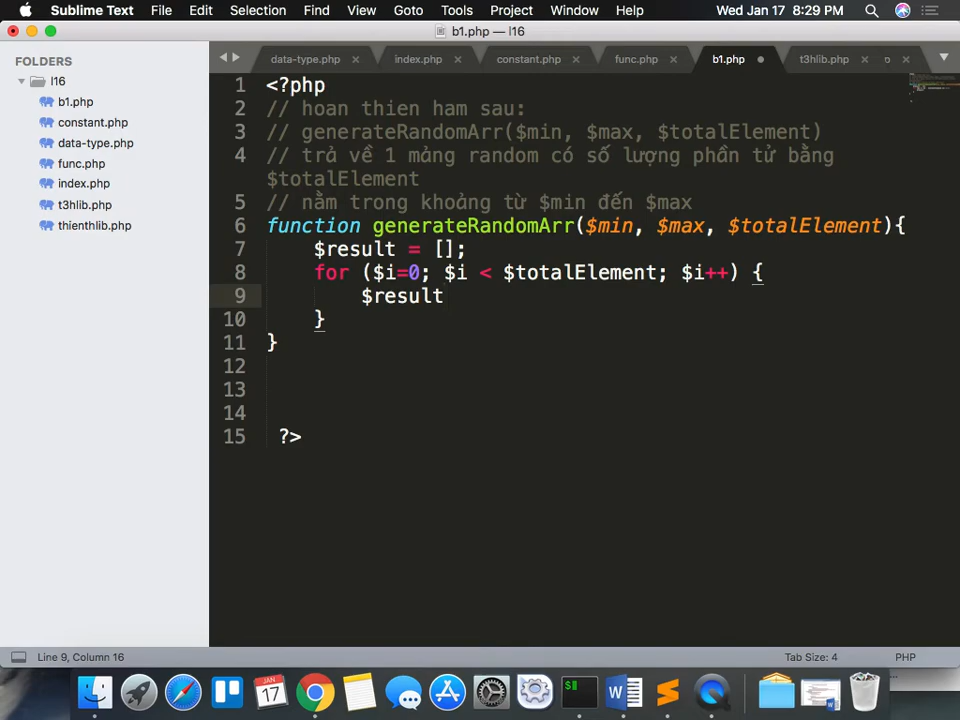 Sublime Text File Edit Selection Find View Goto Tools Project Window Help Wed Jan 17 8:29 PM
b1.php — l16
FOLDERS
l16
b1.php
constant.php
data-type.php
func.php
index.php
t3hlib.php
thienthlib.php
data-type.php × index.php × constant.php × func.php × b1.php t3hlib.php × ×
1 <?php
2 // hoan thien ham sau:
3 // generateRandomArr($min, $max, $totalElement)
4 // trả về 1 mảng random có số lượng phần tử bằng
$totalElement
5 // nằm trong khoảng từ $min đến $max
6 function generateRandomArr($min, $max, $totalElement){
7 $result = [];
8 for ($i=0; $i < $totalElement; $i++) {
9 $result
10 }
11 }
12
13
14
15 ?>
Line 9, Column 16 Tab Size: 4 PHP
JAN
17